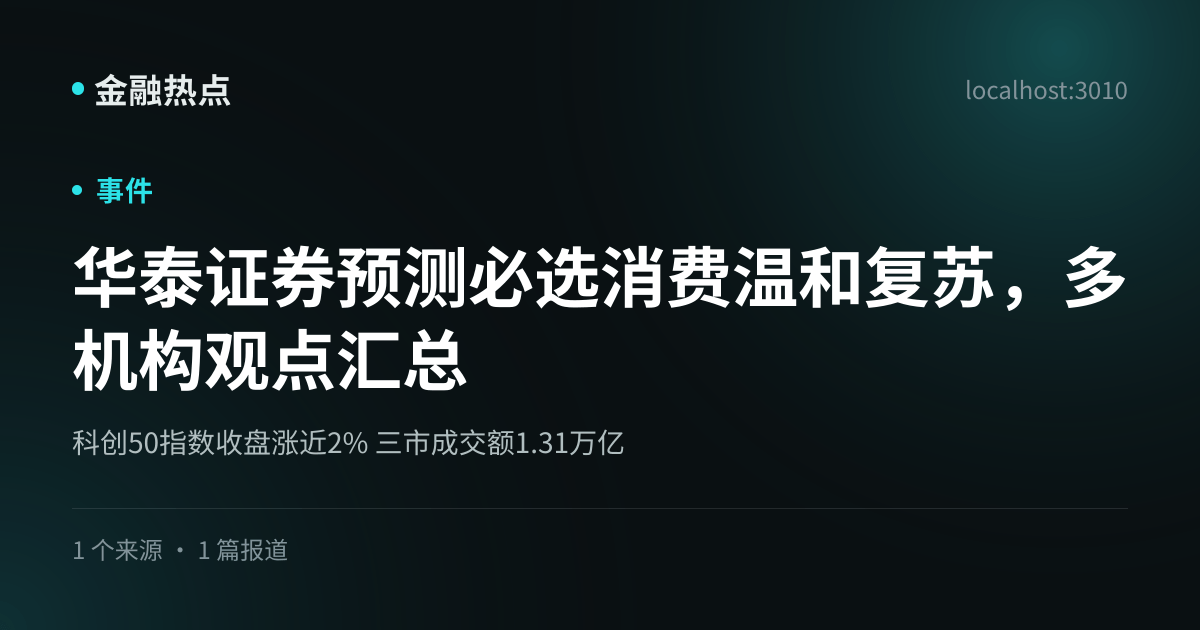 金融热点
localhost:3010
事件
华泰证券预测必选消费温和复苏，多
机构观点汇总
科创50指数收盘涨近2% 三市成交额1.31万亿
1 个来源 · 1 篇报道